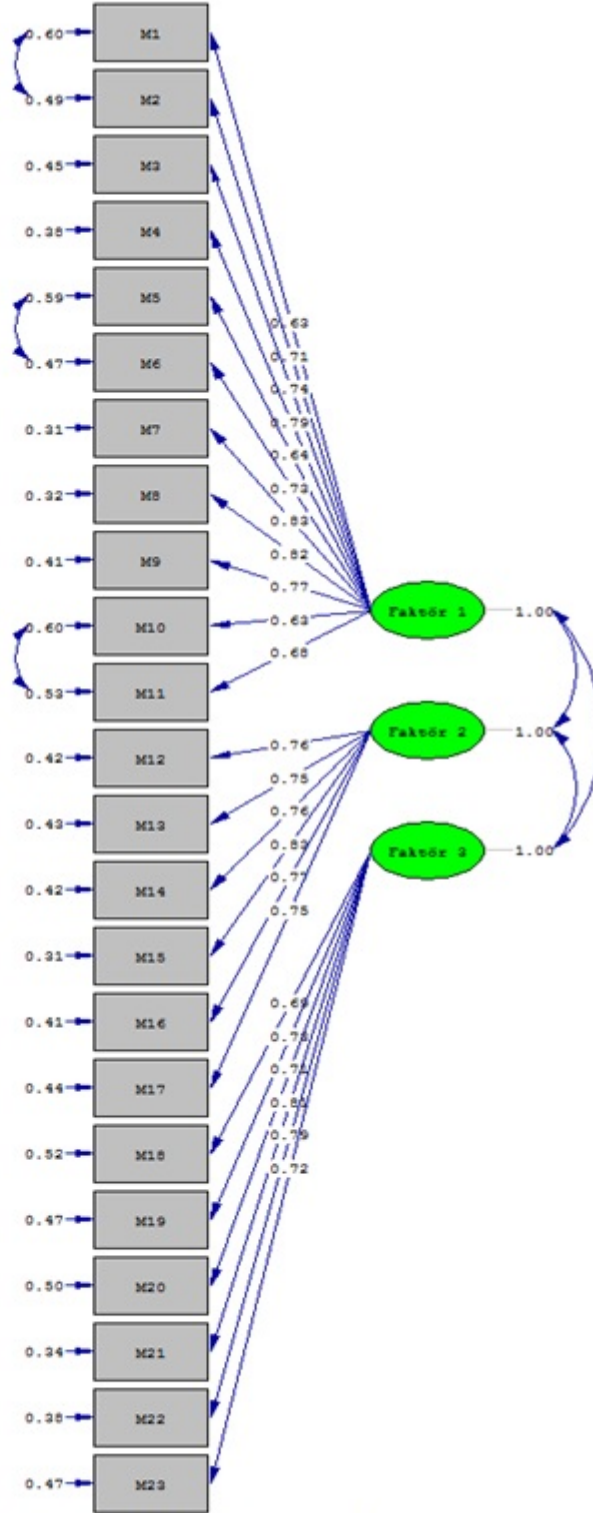 0.60 M1
0.49 M2
0.45 M3
0.38 M4
0.59 M5
0.63
0.71
0.47 M6
0.74
0.79
0.31 M7
0.64
0.73
0.32 M8
0.83
0.82
0.41 M9
0.77
0.60 M10
0.63
Faktör 1
1.00
0.68
0.53 M11
0.42 M12
0.76
Faktör 2
1.00
0.75
0.43 M13
0.76
0.83
Faktör 3
1.00
0.77
0.42 M14
0.75
0.31 M15
0.69
0.41 M16
0.73
0.71
0.44 M17
0.81
0.79
0.52 M18
0.72
0.47 M19
0.50 M20
0.34 M21
0.38 M22
0.47 M23